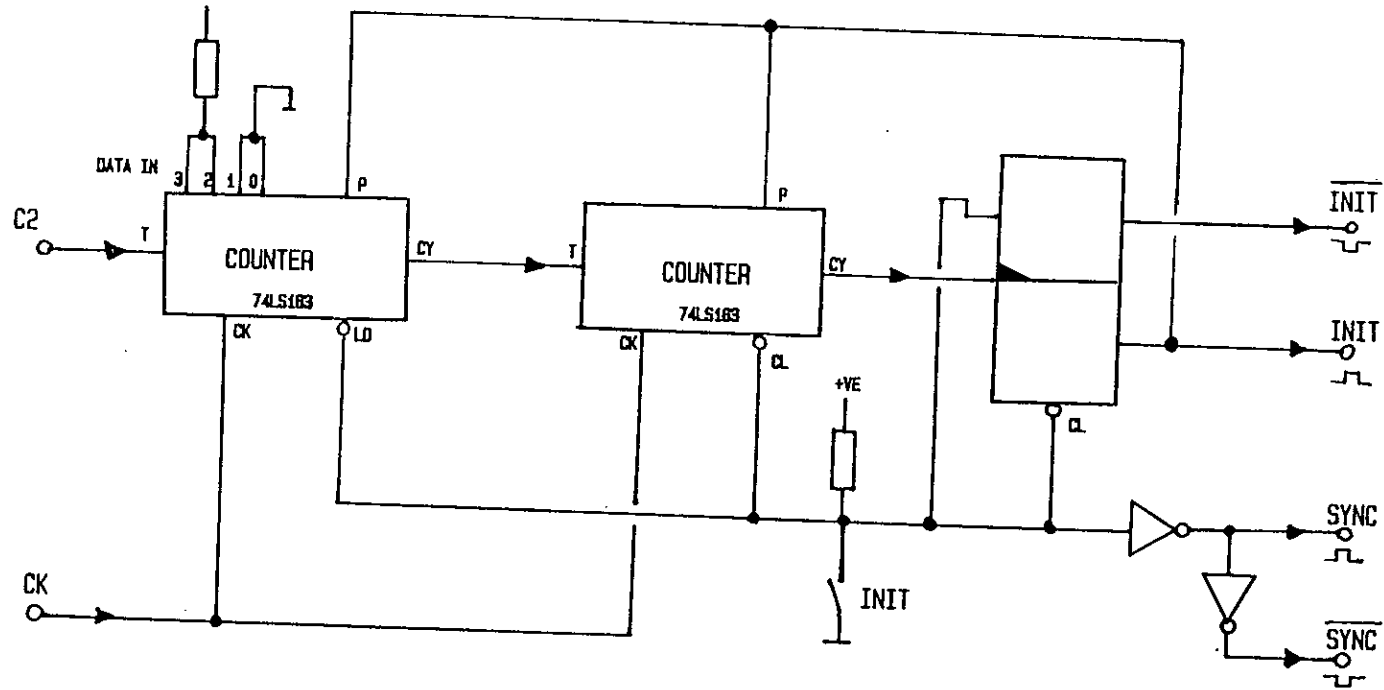 DATA IN
3 2 1 0
P
P
C2
T
COUNTER
74LS163
CY
T
COUNTER
74LS163
CY
INIT
CK
LD
CK
CL
INIT
+VE
CL
SYNC
CK
INIT
SYNC